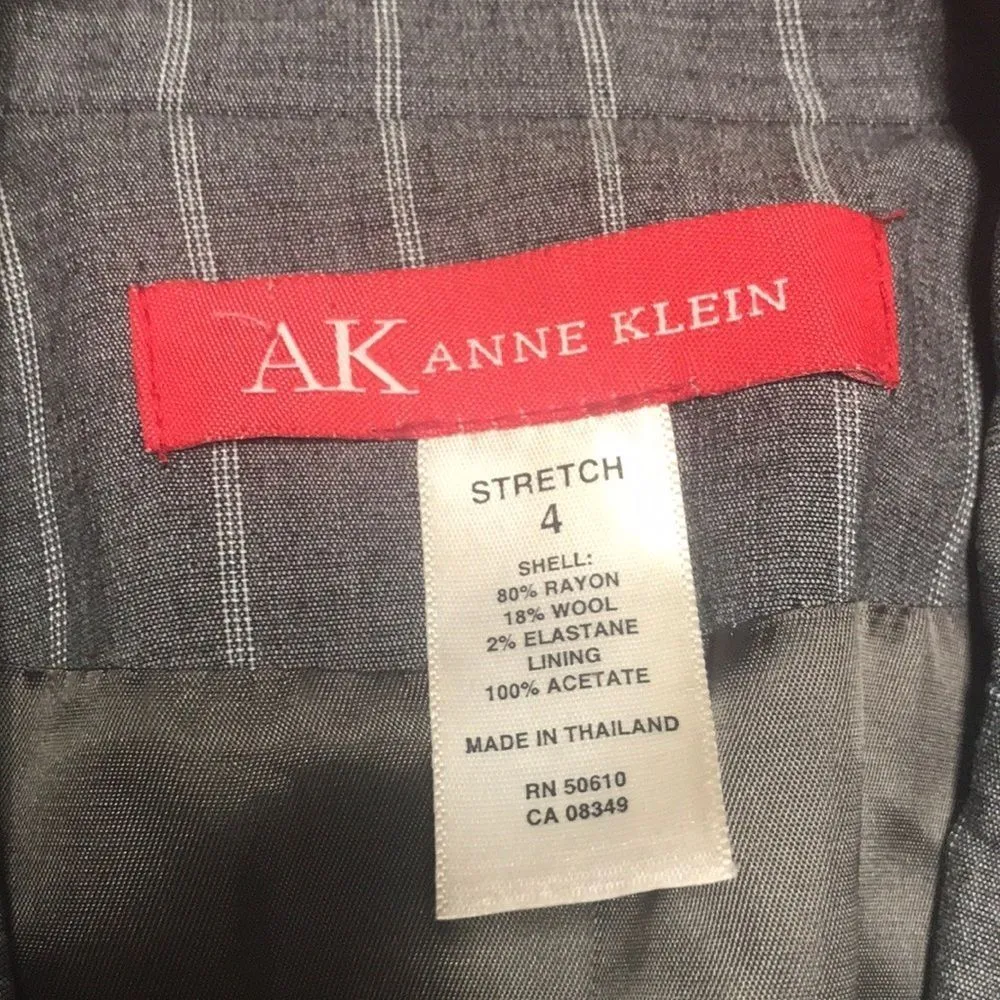 AK ANNE KLEIN
STRETCH
4
SHELL:
80% RAYON
18% WOOL
2% ELASTANE
LINING
100% ACETATE
MADE IN THAILAND
RN 50610
CA 08349